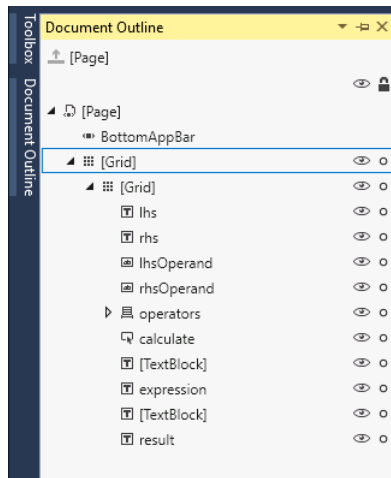 Toolbox
Document Outline
Document Outline
[Page]
[Page]
BottomAppBar
[Grid]
[Grid]
lhs
rhs
lhsOperand
rhsOperand
operators
calculate
[TextBlock]
expression
[TextBlock]
result